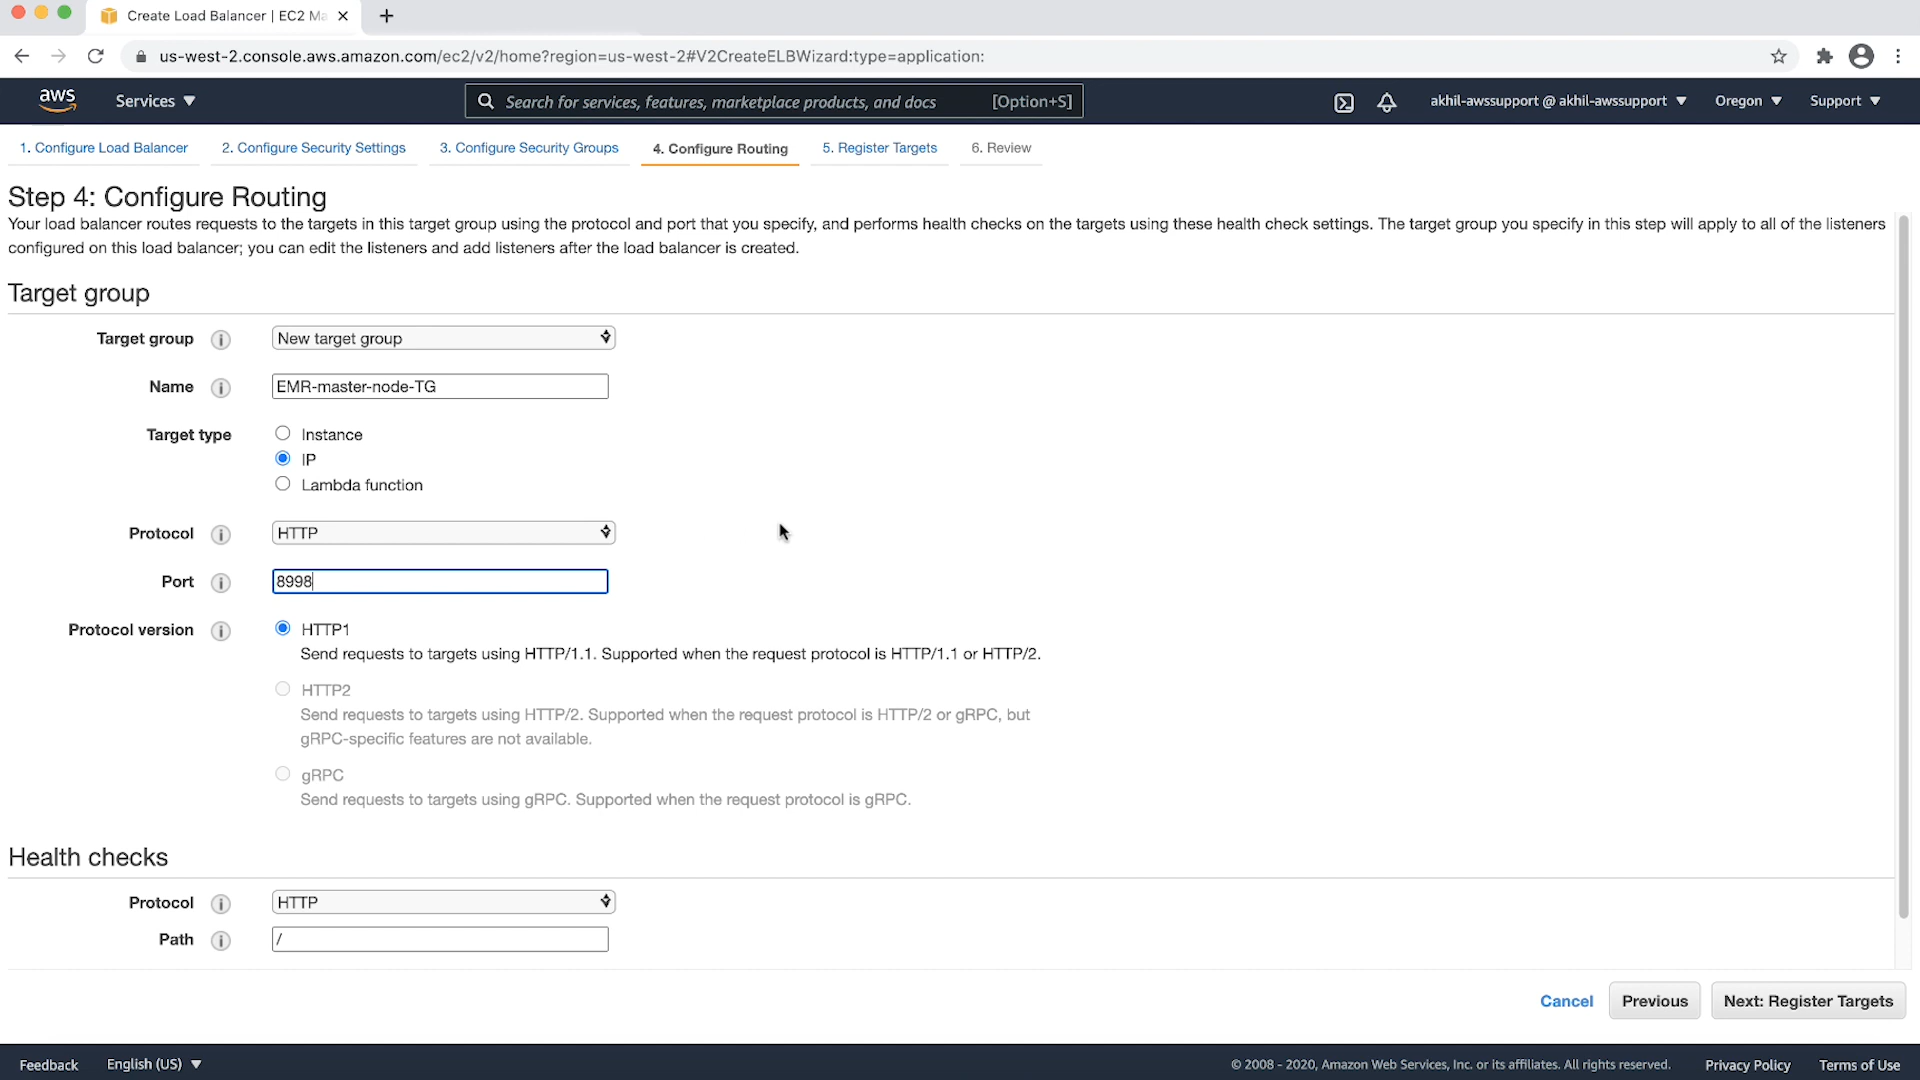 Create Load Balancer | EC2 Ma
us-west-2.console.aws.amazon.com/ec2/v2/home?region=us-west-2#V2CreateELBWizard:type=application:
aws
Services
Search for services, features, marketplace products, and docs [Option+S]
akhil-awssupport @ akhil-awssupport
Oregon
Support
1. Configure Load Balancer
2. Configure Security Settings
3. Configure Security Groups
4. Configure Routing
5. Register Targets
6. Review
Step 4: Configure Routing
Your load balancer routes requests to the targets in this target group using the protocol and port that you specify, and performs health checks on the targets using these health check settings. The target group you specify in this step will apply to all of the listeners
configured on this load balancer; you can edit the listeners and add listeners after the load balancer is created.
Target group
Target group
New target group
Name
EMR-master-node-TG
Target type
Instance
IP
Lambda function
Protocol
HTTP
Port
8998
Protocol version
HTTP1
Send requests to targets using HTTP/1.1. Supported when the request protocol is HTTP/1.1 or HTTP/2.
HTTP2
Send requests to targets using HTTP/2. Supported when the request protocol is HTTP/2 or gRPC, but
gRPC-specific features are not available.
gRPC
Send requests to targets using gRPC. Supported when the request protocol is gRPC.
Health checks
Protocol
HTTP
Path
/
Cancel
Previous
Next: Register Targets
Feedback
English (US)
© 2008 - 2020, Amazon Web Services, Inc. or its affiliates. All rights reserved.
Privacy Policy
Terms of Use